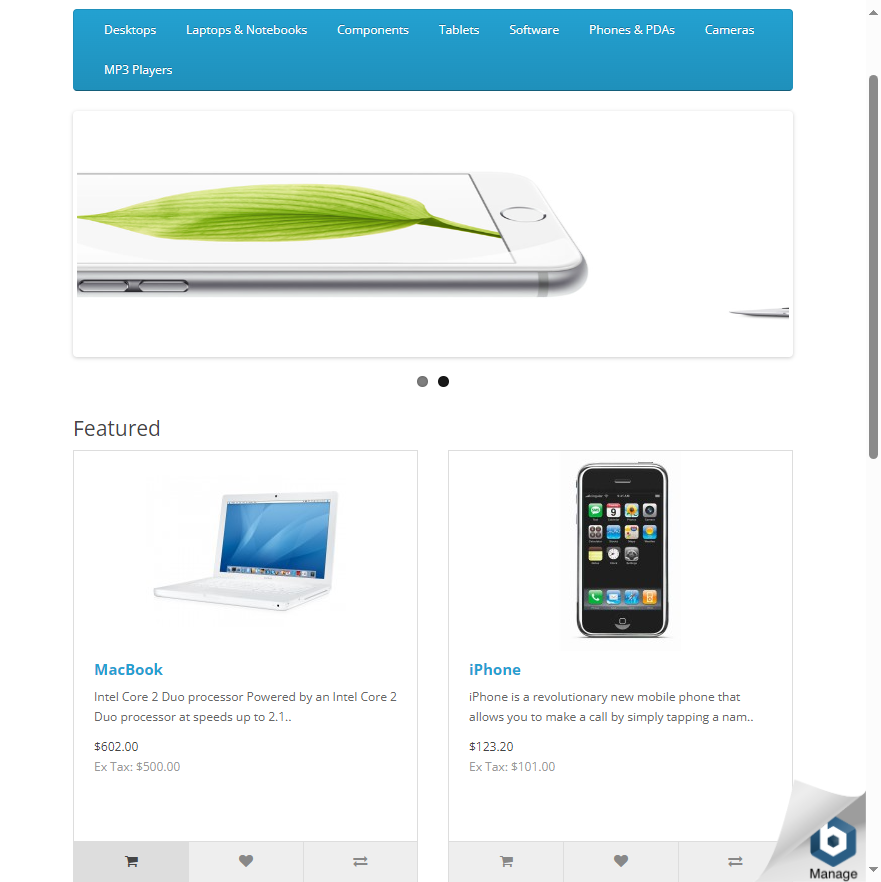 Desktops Laptops & Notebooks Components Tablets Software Phones & PDAs Cameras
MP3 Players
Featured
MacBook
Intel Core 2 Duo processor Powered by an Intel Core 2
Duo processor at speeds up to 2.1..
$602.00
Ex Tax: $500.00
iPhone
iPhone is a revolutionary new mobile phone that
allows you to make a call by simply tapping a nam..
$123.20
Ex Tax: $101.00
Manage